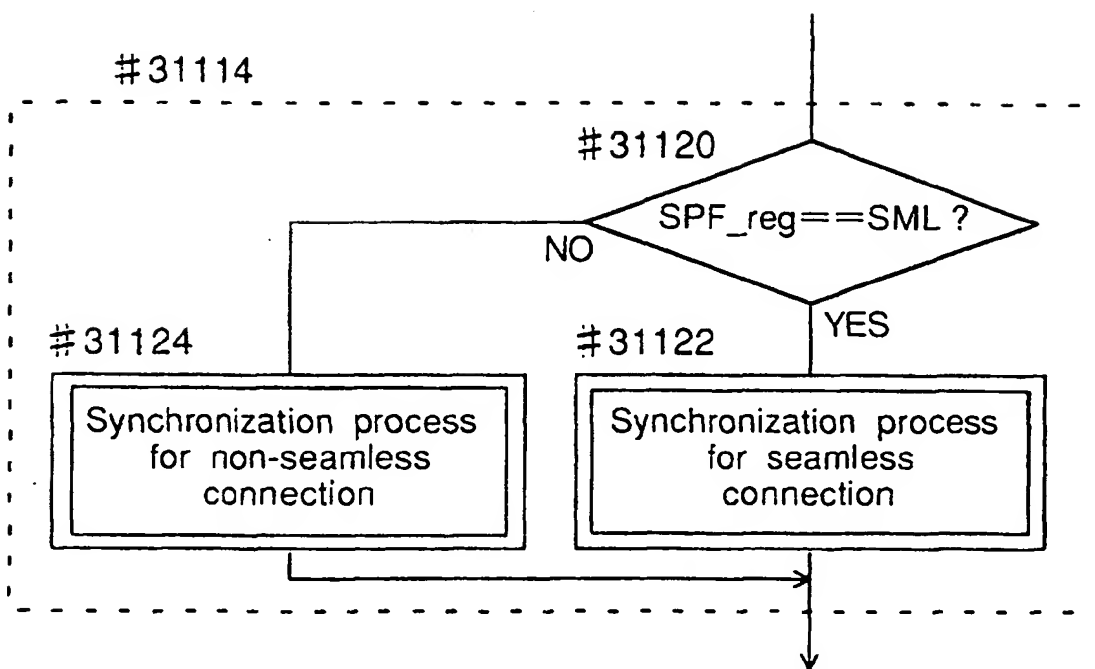 #31114
#31120
SPF_reg==SML ?
NO
YES
#31124
#31122
Synchronization process
for non-seamless
connection
Synchronization process
for seamless
connection